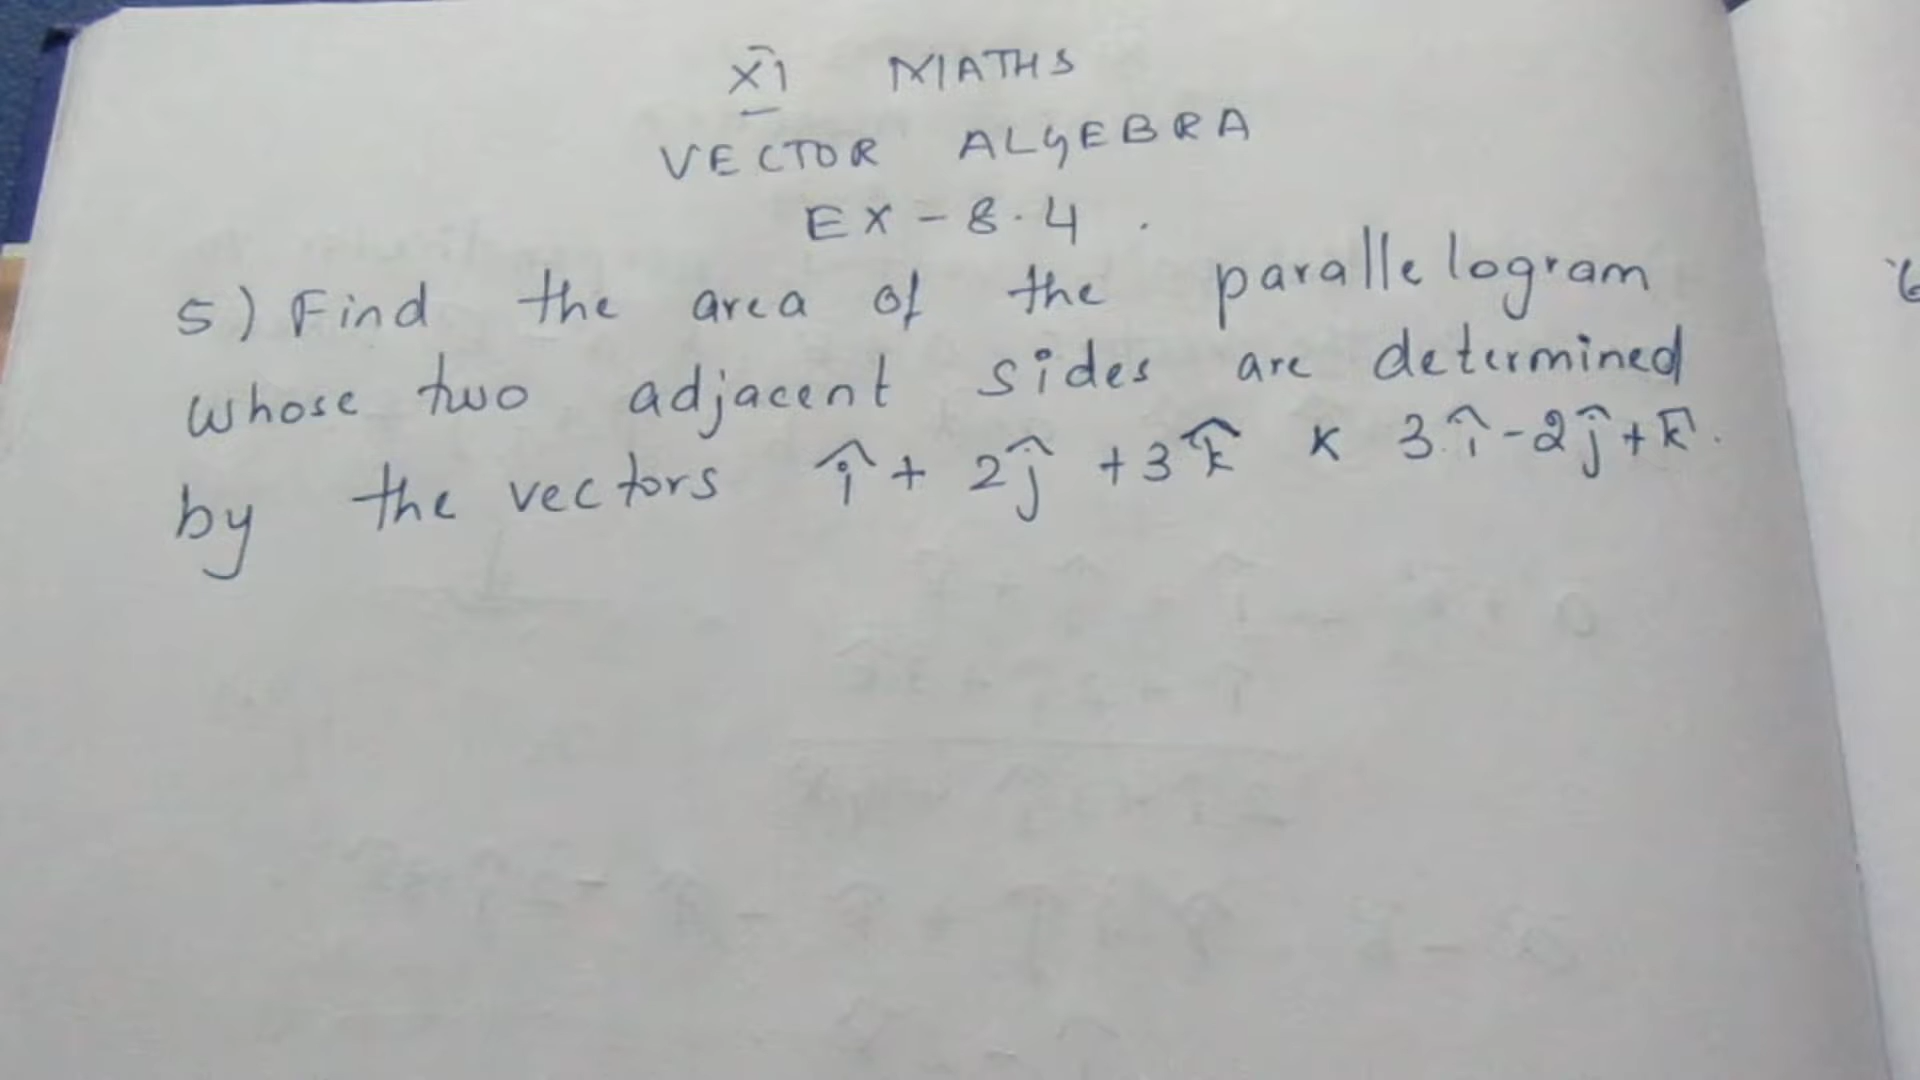 XI MATHS
VECTOR ALGEBRA
EX - 8.4.
5) Find the area of the parallelogram
whose two adjacent sides are determined
by the vectors î + 2ĵ + 3k̂ & 3î - 2ĵ + k̂.
6